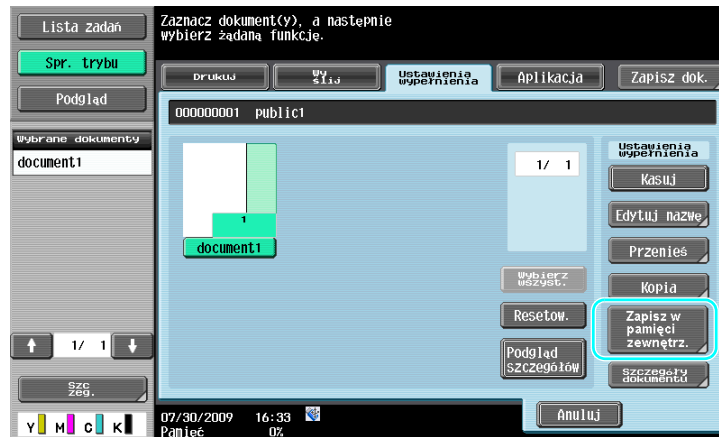 Lista zadań
Spr. trybu
Podgląd
Wybrane dokumenty
document1
1/ 1
Szc
zeg.
Y M C K
Zaznacz dokument(y), a następnie
wybierz żądaną funkcję.
Drukuj
Wy
ślij
Ustawienia
wypełnienia
Aplikacja
Zapisz dok.
000000001 public1
1
document1
1/ 1
Wybierz
wszyst.
Resetow.
Podgląd
szczegółów
Ustawienia
wypełnienia
Kasuj
Edytuj nazwę
Przenieś
Kopia
Zapisz w
pamięci
zewnętrz.
Szczegóły
dokumentu
07/30/2009 16:33
Pamięć 0%
Anuluj